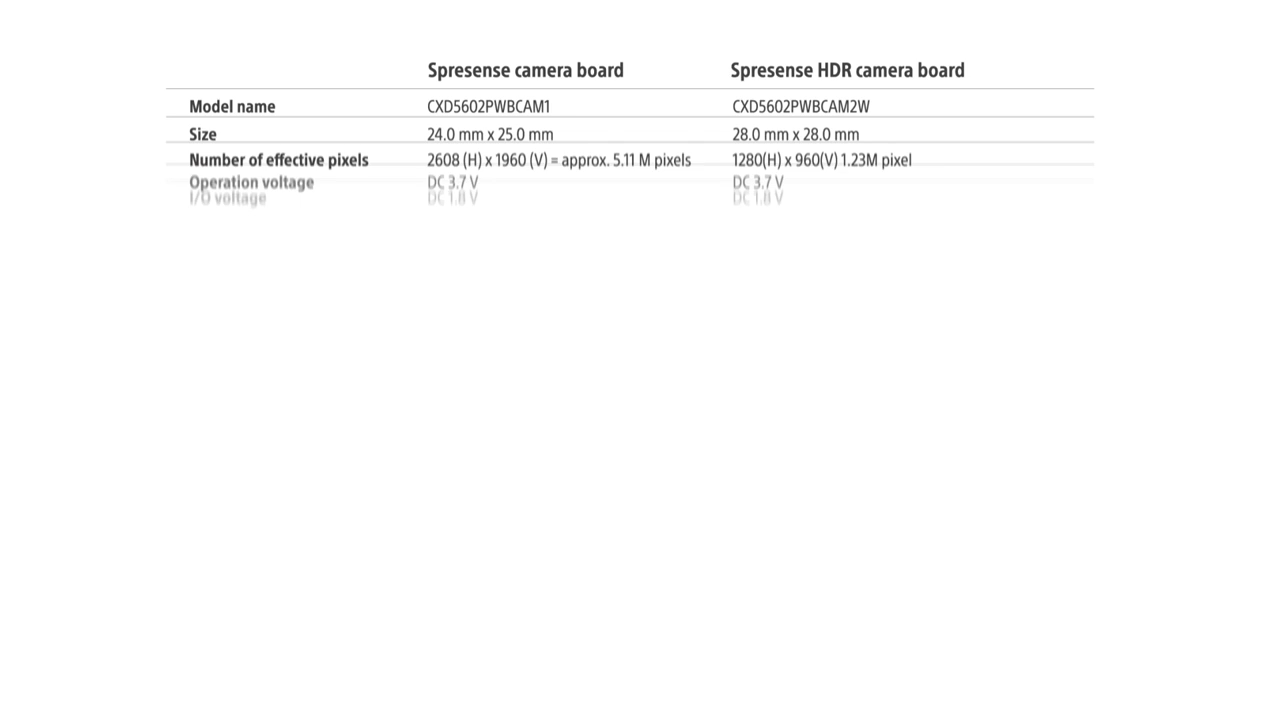 Spresense camera board Spresense HDR camera board
Model name CXD5602PWBCAM1 CXD5602PWBCAM2W
Size 24.0 mm x 25.0 mm 28.0 mm x 28.0 mm
Number of effective pixels 2608 (H) x 1960 (V) = approx. 5.11 M pixels 1280(H) x 960(V) 1.23M pixel
Operation voltage DC 3.7 V DC 3.7 V
I/O voltage DC 1.8 V DC 1.8 V